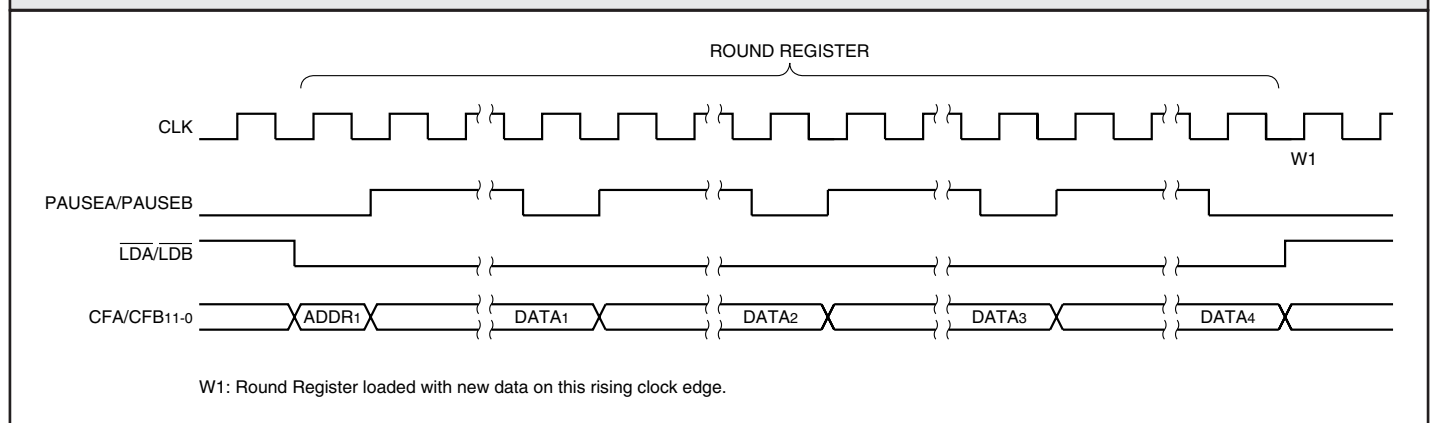 ROUND REGISTER
CLK
W1
PAUSEA/PAUSEB
LDA/LDB
CFA/CFB11-0 ADDR1 DATA1 DATA2 DATA3 DATA4
W1: Round Register loaded with new data on this rising clock edge.